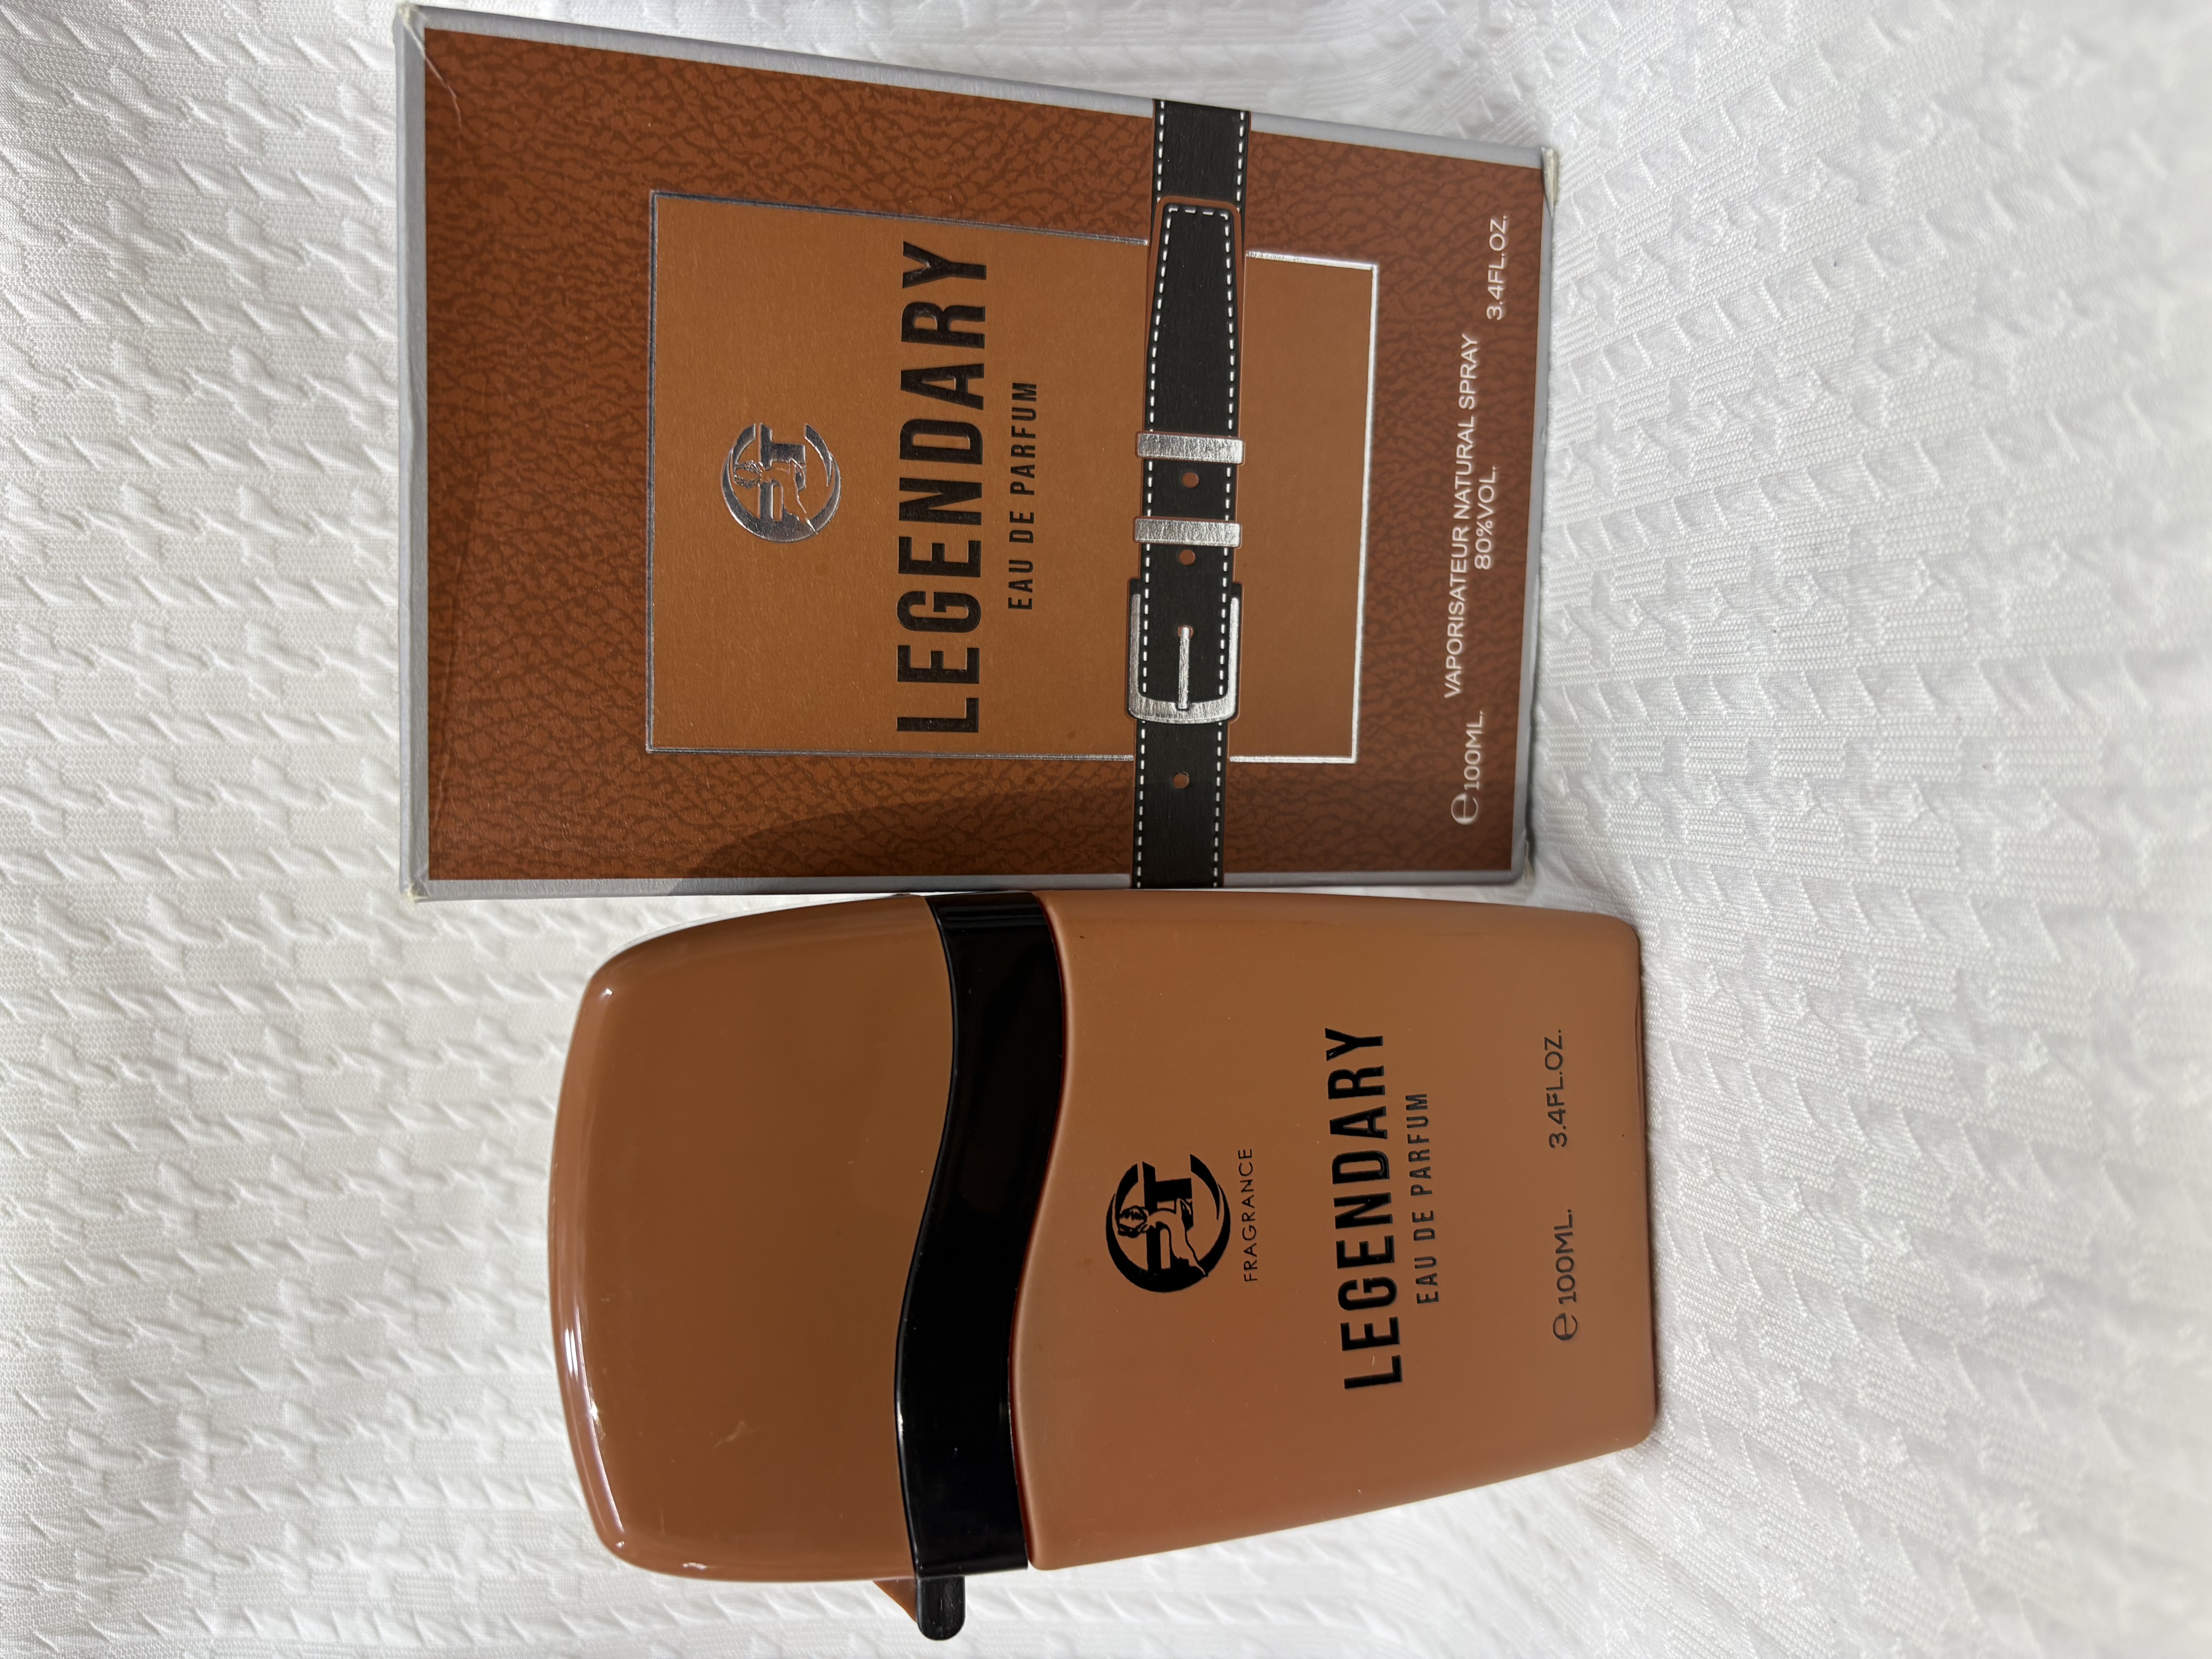 LEGENDARY
EAU DE PARFUM
e 100ML.
VAPORISATEUR NATURAL SPRAY
80%VOL.
3.4FL.OZ.
FRAGRANCE
LEGENDARY
EAU DE PARFUM
e 100ML. 3.4FL.OZ.